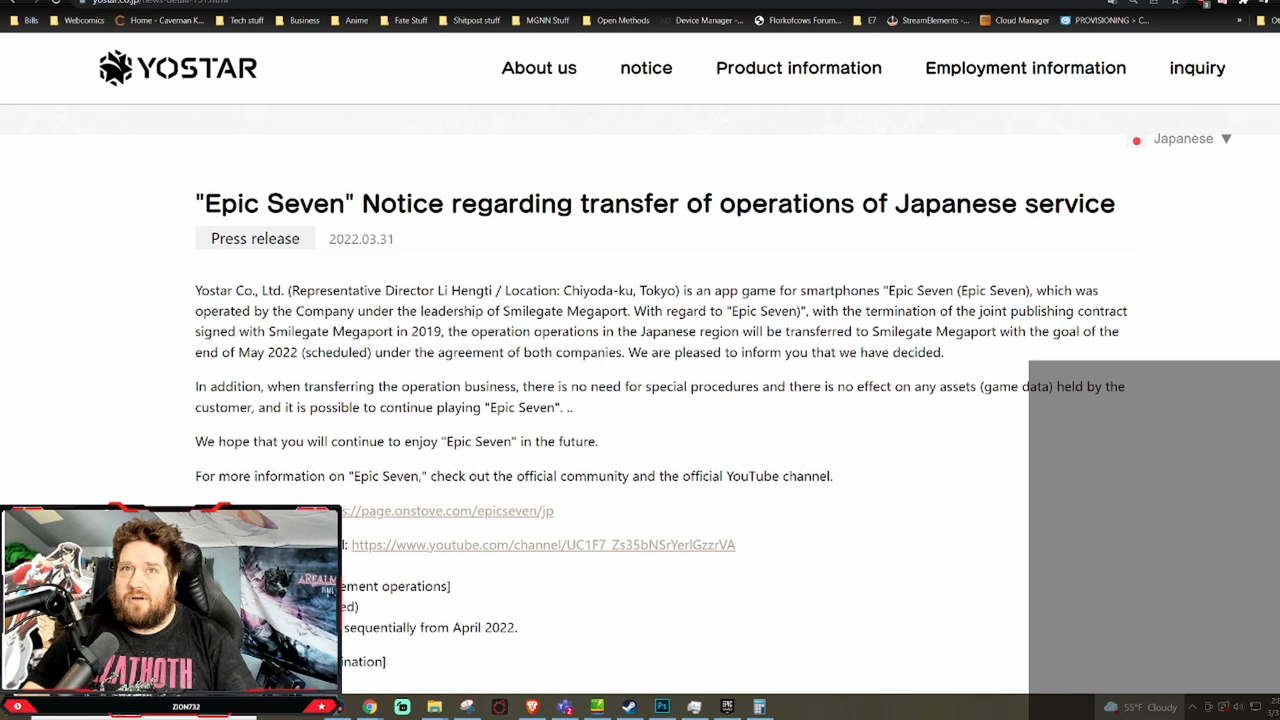 yostar.co.jp/news-detail-151.html
Bills Webcomics Home - Caveman K... Tech stuff Business Anime Fate Stuff Shitpost stuff MGNN Stuff Open Methods Device Manager -... Florkofcows Forum... E7 StreamElements -... Cloud Manager PROVISIONING > C... »
YOSTAR About us notice Product information Employment information inquiry
Japanese ▼
"Epic Seven" Notice regarding transfer of operations of Japanese service
Press release 2022.03.31
Yostar Co., Ltd. (Representative Director Li Hengti / Location: Chiyoda-ku, Tokyo) is an app game for smartphones "Epic Seven (Epic Seven), which was
operated by the Company under the leadership of Smilegate Megaport. With regard to "Epic Seven)", with the termination of the joint publishing contract
signed with Smilegate Megaport in 2019, the operation operations in the Japanese region will be transferred to Smilegate Megaport with the goal of the
end of May 2022 (scheduled) under the agreement of both companies. We are pleased to inform you that we have decided.
In addition, when transferring the operation business, there is no need for special procedures and there is no effect on any assets (game data) held by the
customer, and it is possible to continue playing "Epic Seven". ..
We hope that you will continue to enjoy "Epic Seven" in the future.
For more information on "Epic Seven," check out the official community and the official YouTube channel.
s://page.onstove.com/epicseven/jp
l: https://www.youtube.com/channel/UC1F7_Zs35bNSrYerlGzzrVA
ement operations]
ed)
sequentially from April 2022.
ination]
A REALM
ZION732
55°F Cloudy